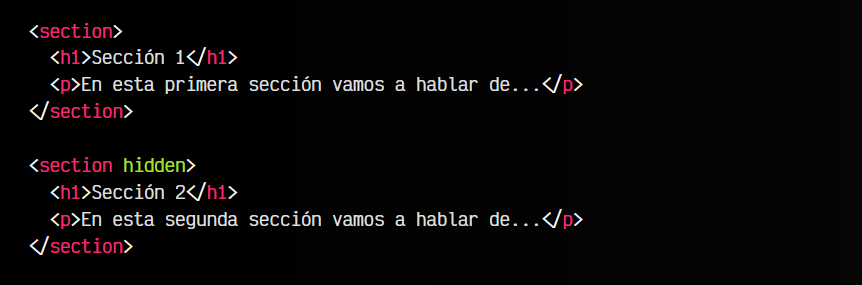 <section>
<h1>Sección 1</h1>
<p>En esta primera sección vamos a hablar de...</p>
</section>
<section hidden>
<h1>Sección 2</h1>
<p>En esta segunda sección vamos a hablar de...</p>
</section>